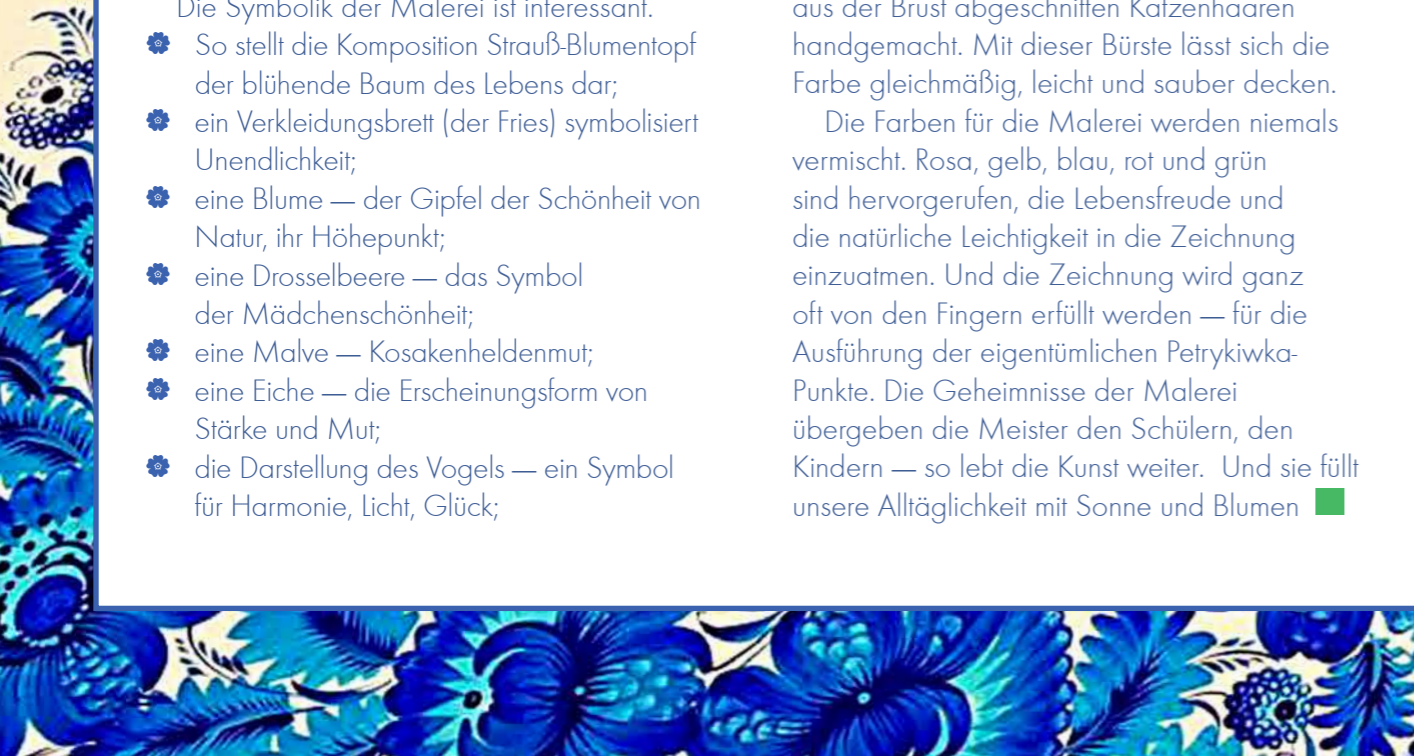 Die Symbolik der Malerei ist interessant.
So stellt die Komposition Strauß-Blumentopf
der blühende Baum des Lebens dar;
ein Verkleidungsbrett (der Fries) symbolisiert
Unendlichkeit;
eine Blume — der Gipfel der Schönheit von
Natur, ihr Höhepunkt;
eine Drosselbeere — das Symbol
der Mädchenschönheit;
eine Malve — Kosakenheldenmut;
eine Eiche — die Erscheinungsform von
Stärke und Mut;
die Darstellung des Vogels — ein Symbol
für Harmonie, Licht, Glück;
aus der Brust abgeschnitten Katzenhaaren
handgemacht. Mit dieser Bürste lässt sich die
Farbe gleichmäßig, leicht und sauber decken.
Die Farben für die Malerei werden niemals
vermischt. Rosa, gelb, blau, rot und grün
sind hervorgerufen, die Lebensfreude und
die natürliche Leichtigkeit in die Zeichnung
einzuatmen. Und die Zeichnung wird ganz
oft von den Fingern erfüllt werden — für die
Ausführung der eigentümlichen Petrykiwka-
Punkte. Die Geheimnisse der Malerei
übergeben die Meister den Schülern, den
Kindern — so lebt die Kunst weiter. Und sie füllt
unsere Alltäglichkeit mit Sonne und Blumen